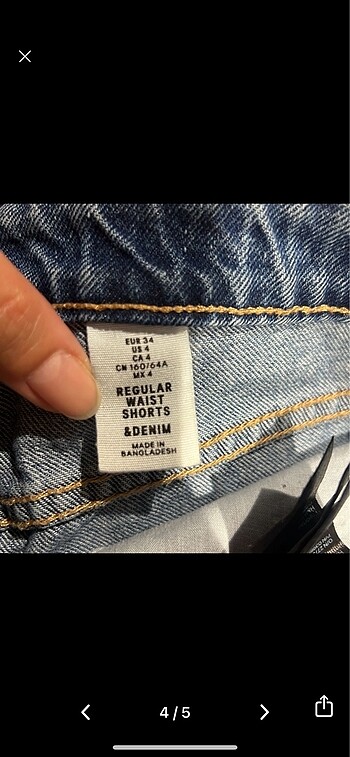 EUR 34
US 4
CA 4
CN 160/64A
MX 4
REGULAR
WAIST
SHORTS
&DENIM
MADE IN
BANGLADESH
4/5